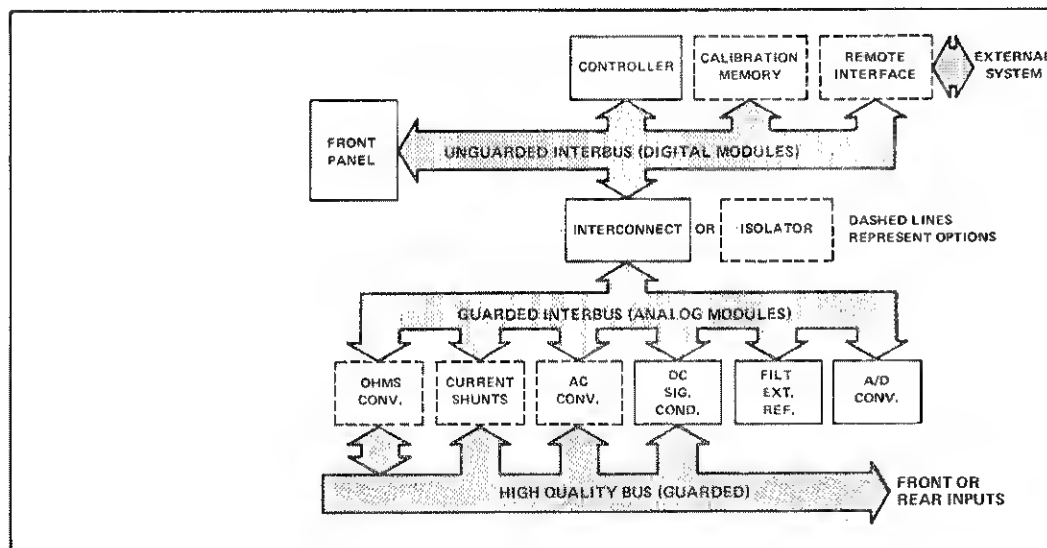 CONTROLLER
CALIBRATION
MEMORY
REMOTE
INTERFACE
EXTERNAL
SYSTEM
FRONT
PANEL
UNGUARDED INTERBUS (DIGITAL MODULES)
INTERCONNECT
OR
ISOLATOR
DASHED LINES
REPRESENT OPTIONS
GUARDED INTERBUS (ANALOG MODULES)
OHMS
CONV.
CURRENT
SHUNTS
AC
CONV.
DC
SIG.
COND.
FILT
EXT.
REF.
A/D
CONV.
HIGH QUALITY BUS (GUARDED)
FRONT OR
REAR INPUTS